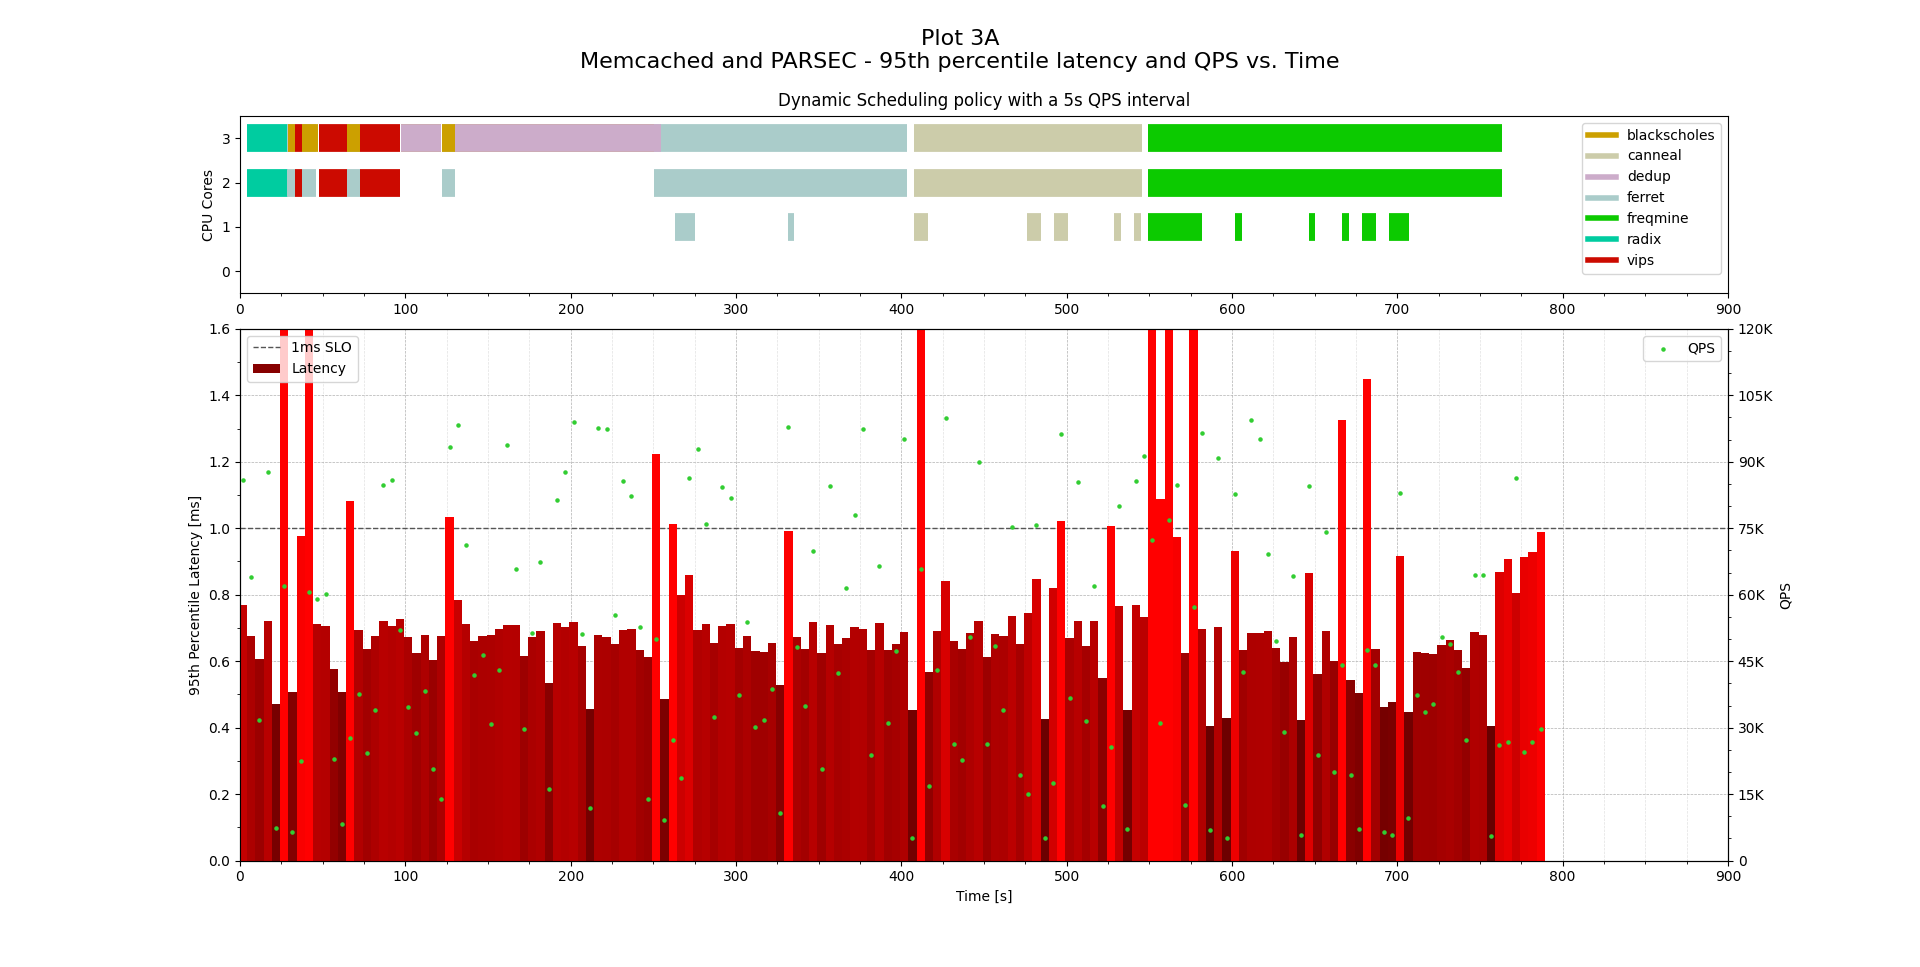 Plot 3A
Memcached and PARSEC - 95th percentile latency and QPS vs. Time
Dynamic Scheduling policy with a 5s QPS interval
CPU Cores
3
2
1
0
blackscholes
canneal
dedup
ferret
freqmine
radix
vips
0 100 200 300 400 500 600 700 800 900
95th Percentile Latency [ms]
1.6
1.4
1.2
1.0
0.8
0.6
0.4
0.2
0.0
1ms SLO
Latency
QPS
120K
105K
90K
75K
60K
45K
30K
15K
0
QPS
0 100 200 300 400 500 600 700 800 900
Time [s]